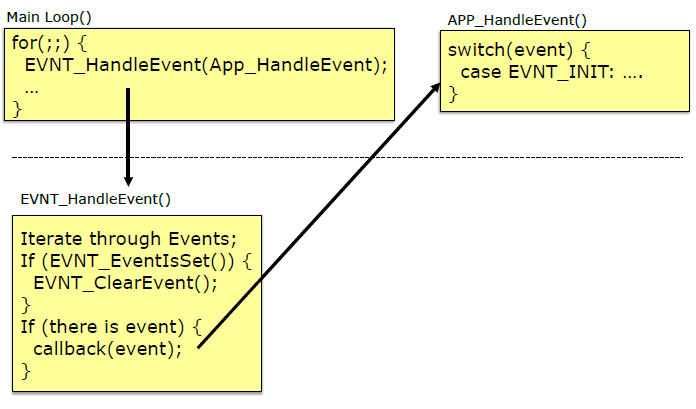 Main Loop()
for(;;) {
EVNT_HandleEvent(App_HandleEvent);
…
}
APP_HandleEvent()
switch(event) {
case EVNT_INIT: ….
}
EVNT_HandleEvent()
Iterate through Events;
If (EVNT_EventIsSet()) {
EVNT_ClearEvent();
}
If (there is event) {
callback(event);
}